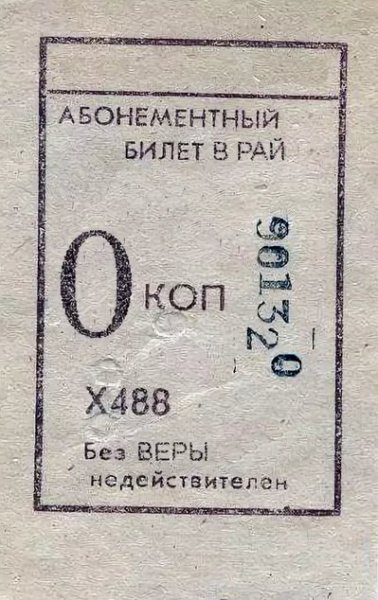 АБОНЕМЕНТНЫЙ
БИЛЕТ В РАЙ
0 КОП
901320
Х488
Без ВЕРЫ
недействителен